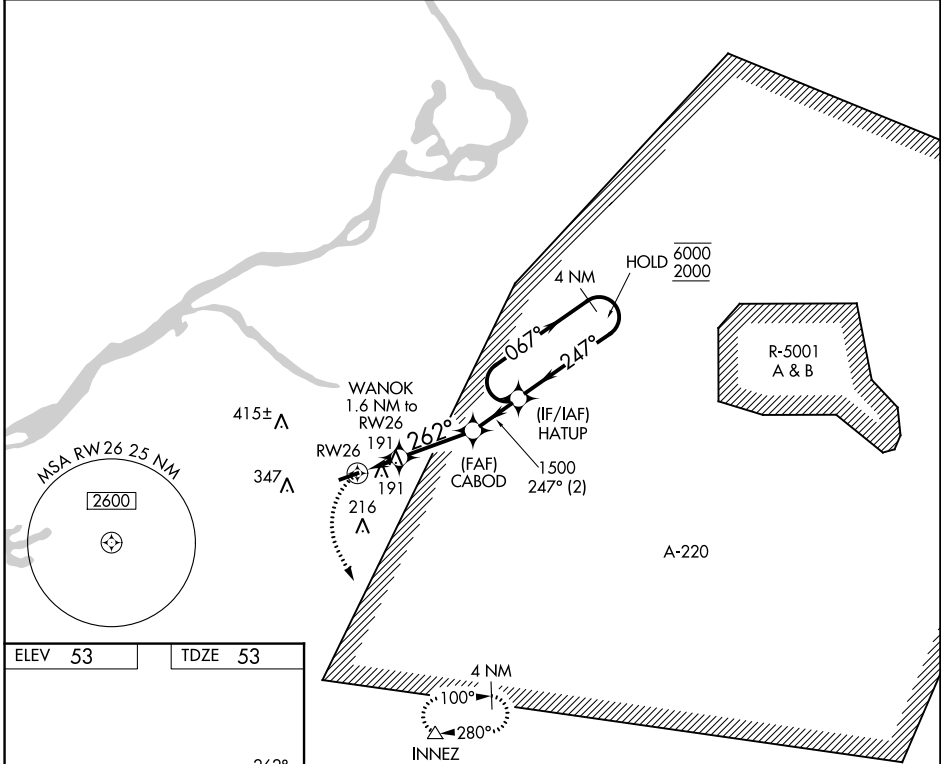 HOLD 6000
2000
4 NM
067°
247°
R-5001
A & B
WANOK
1.6 NM to
RW26
191
262°
(IF/IAF)
HATUP
415±
RW26
(FAF)
CABOD
1500
247° (2)
191
347
216
MSA RW 26 25 NM
2600
A-220
ELEV 53
TDZE 53
4 NM
100°
280°
INNEZ